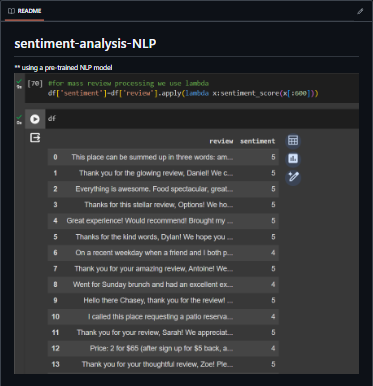 README
sentiment-analysis-NLP
** using a pre-trained NLP model
[70] #for mass review processing we use lambda
df['sentiment']=df['review'].apply(lambda x:sentiment_score(x[:600]))
df
review sentiment
0 This place can be summed up in three words: am... 5
1 Thank you for the glowing review, Daniel! We c... 5
2 Everything is awesome. Food spectacular, great... 5
3 Thanks for this stellar review, Options! We ho... 5
4 Great experience! Would recommend! Brought my ... 5
5 Thanks for the kind words, Dylan! We hope you ... 5
6 On a recent weekday when a friend and I both p... 4
7 Thank you for your amazing review, Antoine! We... 5
8 Went for Sunday brunch and had an excellent ex... 4
9 Hello there Chasey, thank you for the review! ... 5
10 I called this place requesting a patio reserva... 4
11 Thank you for your review, Sarah! We appreciat... 5
12 Price: 2 for $65 (after sign up for $5 back, a... 4
13 Thank you for your thoughtful review, Zoe! Ple... 5